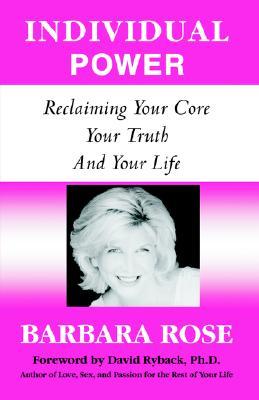 INDIVIDUAL
POWER
Reclaiming Your Core
Your Truth
And Your Life
BARBARA ROSE
Foreword by David Ryback, Ph.D.
Author of Love, Sex, and Passion for the Rest of Your Life